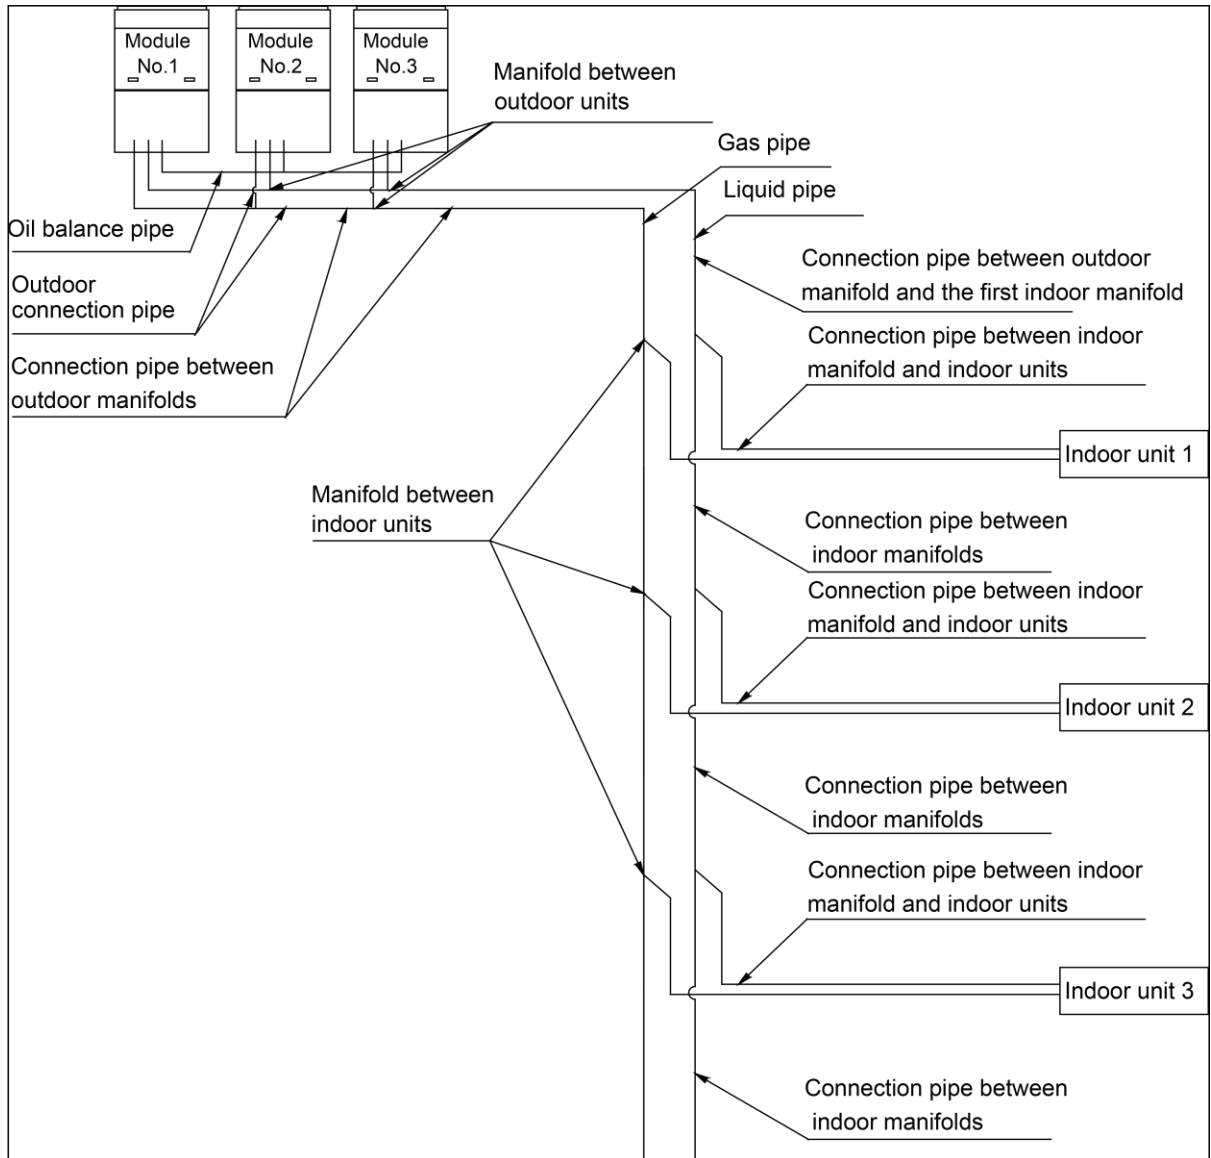 Module
No.1
Module
No.2
Module
No.3
Manifold between
outdoor units
Gas pipe
Liquid pipe
Oil balance pipe
Outdoor
connection pipe
Connection pipe between
outdoor manifolds
Connection pipe between outdoor
manifold and the first indoor manifold
Connection pipe between indoor
manifold and indoor units
Indoor unit 1
Manifold between
indoor units
Connection pipe between
indoor manifolds
Connection pipe between indoor
manifold and indoor units
Indoor unit 2
Connection pipe between
indoor manifolds
Connection pipe between indoor
manifold and indoor units
Indoor unit 3
Connection pipe between
indoor manifolds